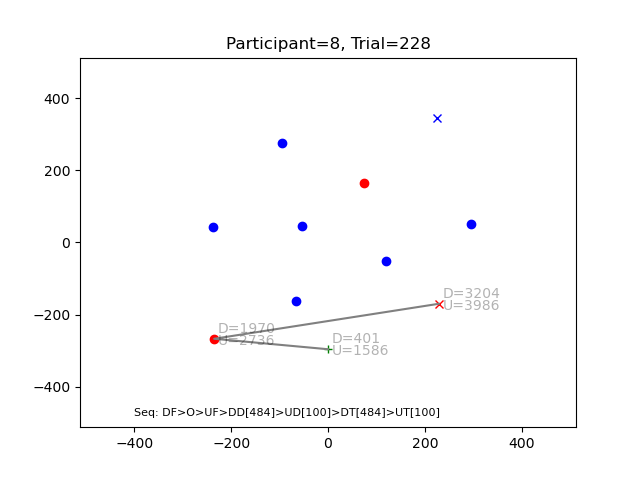 Participant=8, Trial=228
400
200
0
−200
−400
D=3204
U=3986
D=1970
U=2736
D=401
U=1586
Seq: DF>O>UF>DD[484]>UD[100]>DT[484]>UT[100]
−400
−200
0
200
400